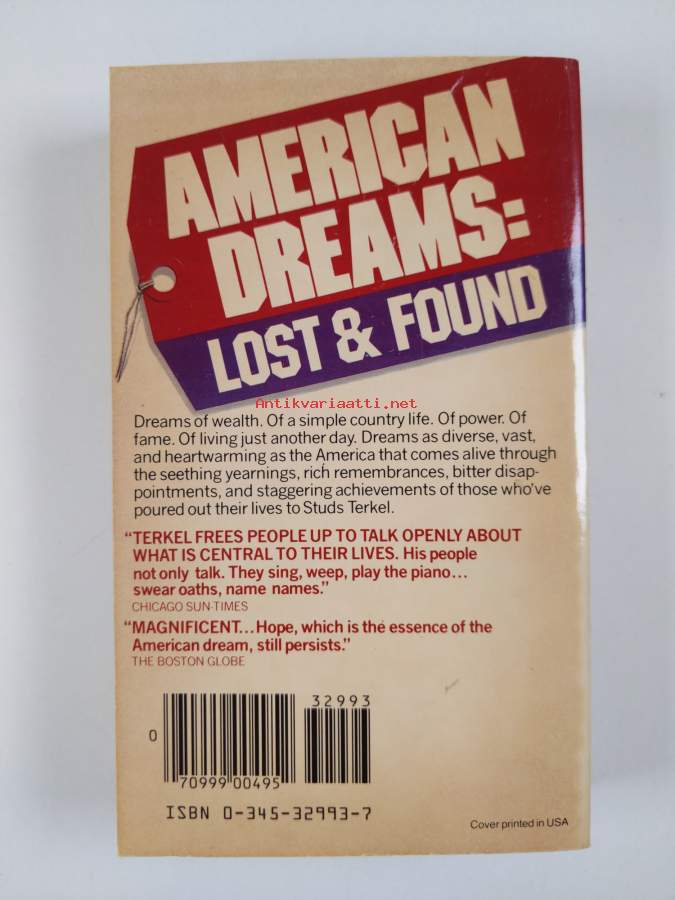 AMERICAN
DREAMS:
LOST & FOUND
Antikvariaatti.net
Dreams of wealth. Of a simple country life. Of power. Of
fame. Of living just another day. Dreams as diverse, vast,
and heartwarming as the America that comes alive through
the seething yearnings, rich remembrances, bitter disap-
pointments, and staggering achievements of those who've
poured out their lives to Studs Terkel.
"TERKEL FREES PEOPLE UP TO TALK OPENLY ABOUT
WHAT IS CENTRAL TO THEIR LIVES. His people
not only talk. They sing, weep, play the piano...
swear oaths, name names."
CHICAGO SUN-TIMES
"MAGNIFICENT...Hope, which is the essence of the
American dream, still persists."
THE BOSTON GLOBE
32993
0
70999 00495
ISBN 0-345-32993-7
Cover printed in USA